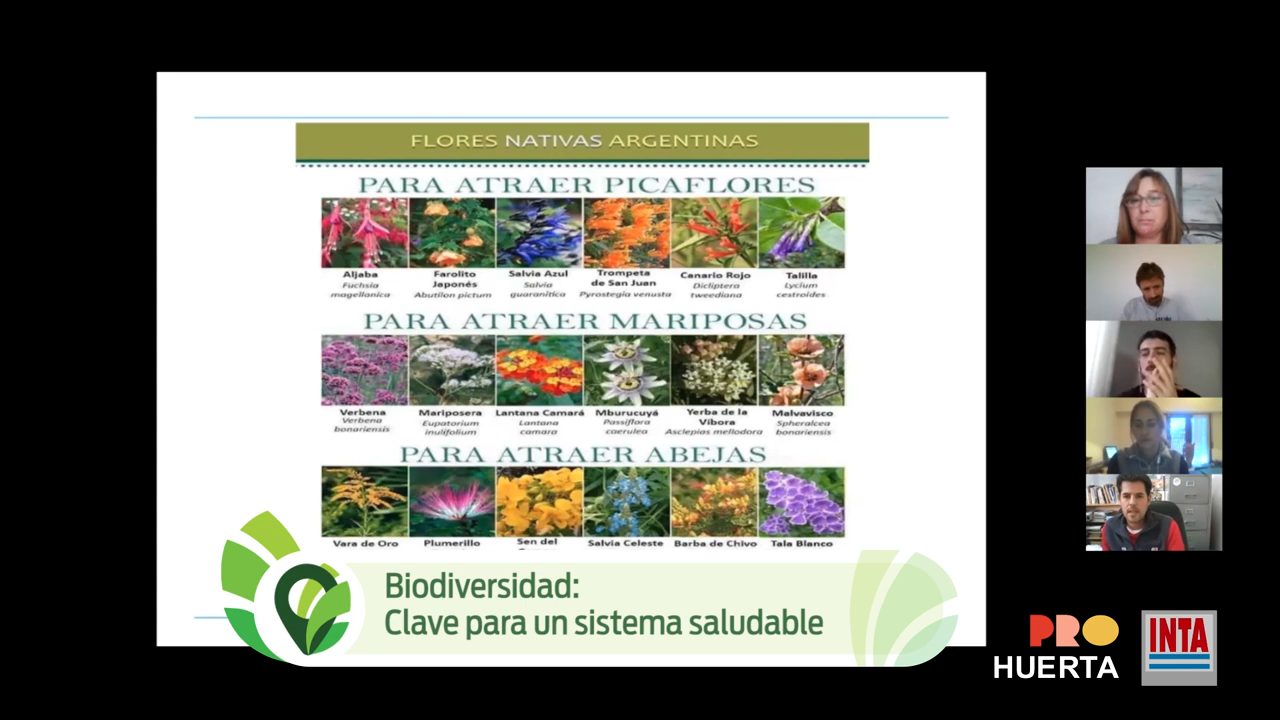 FLORES NATIVAS ARGENTINAS
PARA ATRAER PICAFLORES
Aljaba
Fuchsia
magellanica
Farolito
Japonés
Abutilon pictum
Salvia Azul
Salvia
guaranitica
Trompeta
de San Juan
Pyrostegia venusta
Canario Rojo
Dicliptera
tweediana
Talilla
Lycium
cestroides
PARA ATRAER MARIPOSAS
Verbena
Verbena
bonariensis
Mariposera
Eupatorium
inulifolium
Lantana Camará
Lantana
camara
Mburucuyá
Passiflora
caerulea
Yerba de la
Víbora
Asclepias mellodora
Malvavisco
Spheralcea
bonariensis
PARA ATRAER ABEJAS
Vara de Oro
Plumerillo
Sen del
Salvia Celeste
Barba de Chivo
Tala Blanco
Biodiversidad:
Clave para un sistema saludable
PRO
HUERTA
INTA